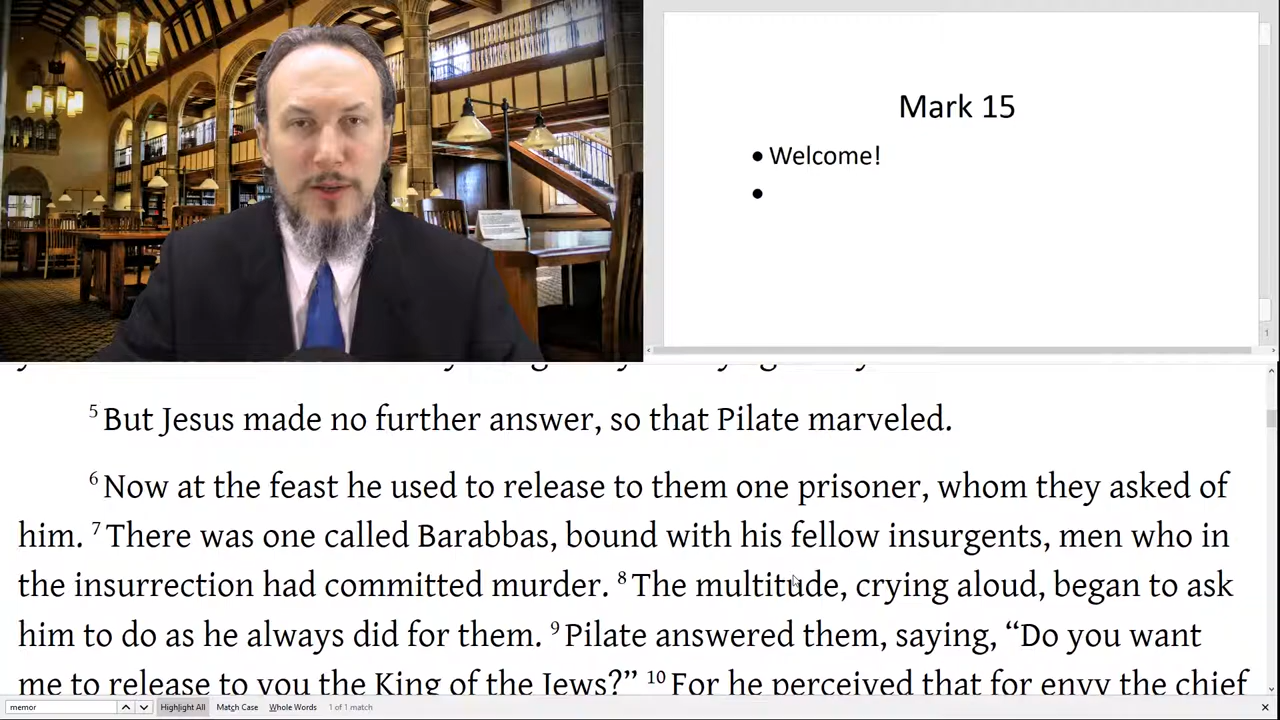 Mark 15
• Welcome!
•
1
5 But Jesus made no further answer, so that Pilate marveled.
6 Now at the feast he used to release to them one prisoner, whom they asked of
him. 7 There was one called Barabbas, bound with his fellow insurgents, men who in
the insurrection had committed murder. 8 The multitude, crying aloud, began to ask
him to do as he always did for them. 9 Pilate answered them, saying, “Do you want
me to release to you the King of the Jews?” 10 For he perceived that for envy the chief
memor
Highlight All
Match Case
Whole Words
1 of 1 match